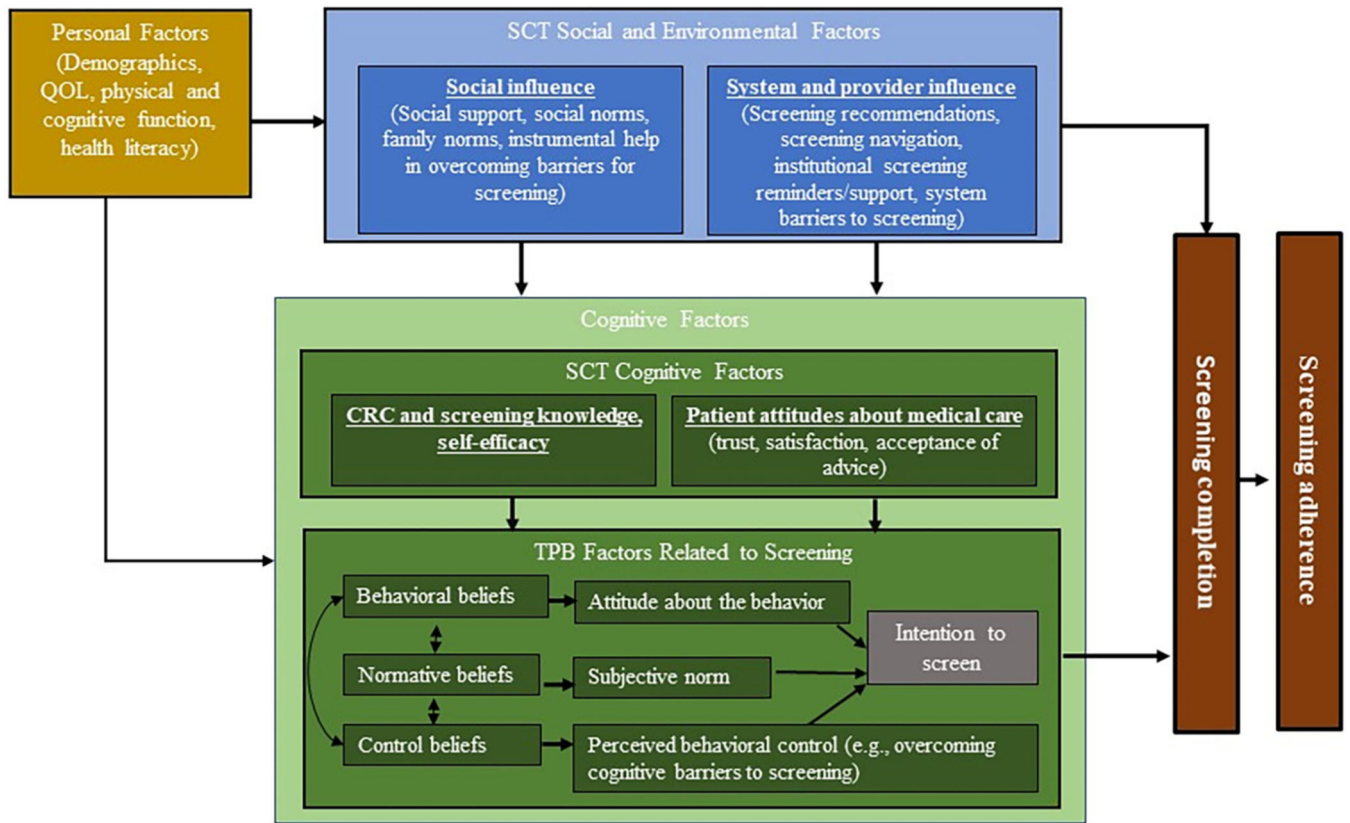 Personal Factors
(Demographics,
QOL, physical and
cognitive function,
health literacy)
SCT Social and Environmental Factors
Social influence
(Social support, social norms,
family norms, instrumental help
in overcoming barriers for
screening)
System and provider influence
(Screening recommendations,
screening navigation,
institutional screening
reminders/support, system
barriers to screening)
Cognitive Factors
SCT Cognitive Factors
CRC and screening knowledge,
self-efficacy
Patient attitudes about medical care
(trust, satisfaction, acceptance of
advice)
TPB Factors Related to Screening
Behavioral beliefs
Attitude about the behavior
Normative beliefs
Subjective norm
Control beliefs
Perceived behavioral control (e.g., overcoming
cognitive barriers to screening)
Intention to
screen
Screening completion
Screening adherence